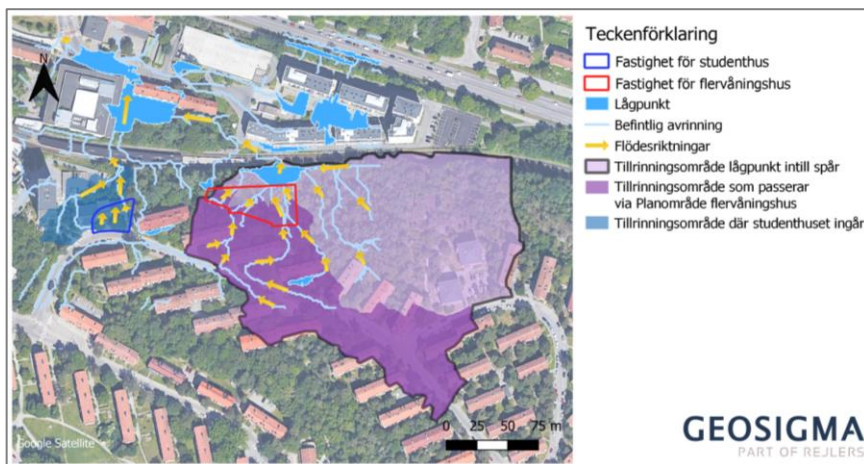 N
Teckenförklaring
Fastighet för studenthus
Fastighet för flervåningshus
Lågpunkt
Befintlig avrinning
Flödesriktningar
Tillrinningsområde lågpunkt intill spår
Tillrinningsområde som passerar
via Planområde flervåningshus
Tillrinningsområde där studenthuset ingår
0 25 50 75 m
Google Satellite
GEOSIGMA
PART OF REJLERS